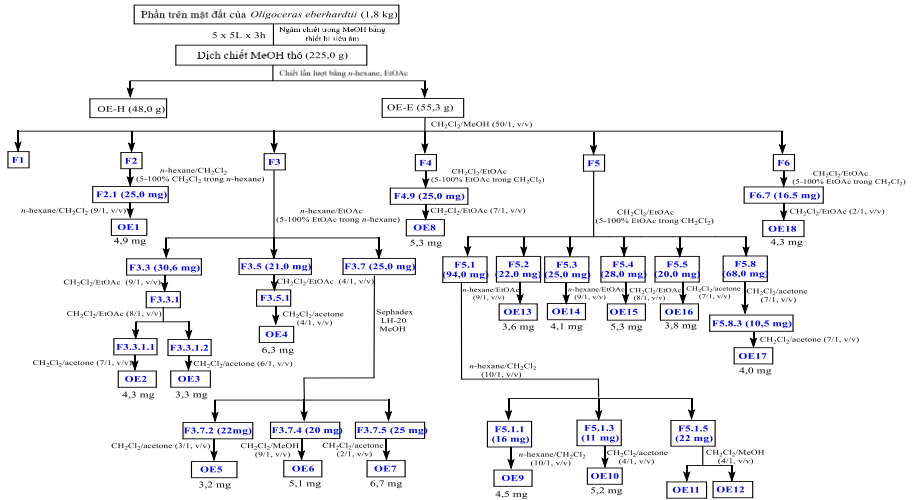 Phần trên mặt đất của Oligoceras eberhardtii (1,8 kg)
5 x 5L x 3h
Ngâm chiết trong MeOH bằng
thiết bị siêu âm
Dịch chiết MeOH thô (225,0 g)
Chiết lần lượt bằng n-hexane, EtOAc
OE-H (48,0 g)
OE-E (55,3 g)
CH2Cl2/MeOH (50/1, v/v)
F1
F2
F3
F4
F5
F6
n-hexane/CH2Cl2
(5-100% CH2Cl2 trong n-hexane)
CH2Cl2/EtOAc
(5-100% EtOAc trong CH2Cl2)
CH2Cl2/EtOAc
(5-100% EtOAc trong CH2Cl2)
F2.1 (25,0 mg)
F4.9 (25,0 mg)
F6.7 (16.5 mg)
n-hexane/CH2Cl2 (9/1, v/v)
n-hexane/EtOAc
(5-100% EtOAc trong n-hexane)
CH2Cl2/EtOAc (7/1, v/v)
CH2Cl2/EtOAc
(5-100% EtOAc trong CH2Cl2)
CH2Cl2/EtOAc (2/1, v/v)
OE1
4,9 mg
OE8
5,3 mg
OE18
4,3 mg
F3.3 (30,6 mg)
F3.5 (21,0 mg)
F3.7 (25,0 mg)
F5.1
(94,0 mg)
F5.2
(22,0 mg)
F5.3
(25,0 mg)
F5.4
(28,0 mg)
F5.5
(20,0 mg)
F5.8
(68,0 mg)
CH2Cl2/EtOAc
(9/1, v/v)
CH2Cl2/EtOAc
(4/1, v/v)
n-hexane/EtOAc
(9/1, v/v)
n-hexane/EtOAc
(9/1, v/v)
CH2Cl2/EtOAc
(8/1, v/v)
CH2Cl2/acetone
(7/1, v/v)
CH2Cl2/acetone
(7/1, v/v)
F3.3.1
F3.5.1
Sephadex
LH-20
MeOH
OE13
3,6 mg
OE14
4,1 mg
OE15
5,3 mg
OE16
3,8 mg
F5.8.3 (10,5 mg)
CH2Cl2/EtOAc (8/1, v/v)
CH2Cl2/acetone
(4/1, v/v)
OE4
6,3 mg
CH2Cl2/acetone (7/1, v/v)
OE17
4,0 mg
F3.3.1.1
F3.3.1.2
CH2Cl2/acetone (7/1, v/v)
CH2Cl2/acetone (6/1, v/v)
OE2
4,3 mg
OE3
3,3 mg
n-hexane/CH2Cl2
(10/1, v/v)
F3.7.2 (22mg)
F3.7.4 (20 mg)
F3.7.5 (25 mg)
F5.1.1
(16 mg)
F5.1.3
(11 mg)
F5.1.5
(22 mg)
CH2Cl2/acetone (3/1, v/v)
CH2Cl2/MeOH
(9/1, v/v)
CH2Cl2/acetone
(2/1, v/v)
n-hexane/CH2Cl2
(10/1, v/v)
CH2Cl2/acetone
(4/1, v/v)
CH2Cl2/MeOH
(4/1, v/v)
OE5
3,2 mg
OE6
5,1 mg
OE7
6,7 mg
OE9
4,5 mg
OE10
5,2 mg
OE11
OE12